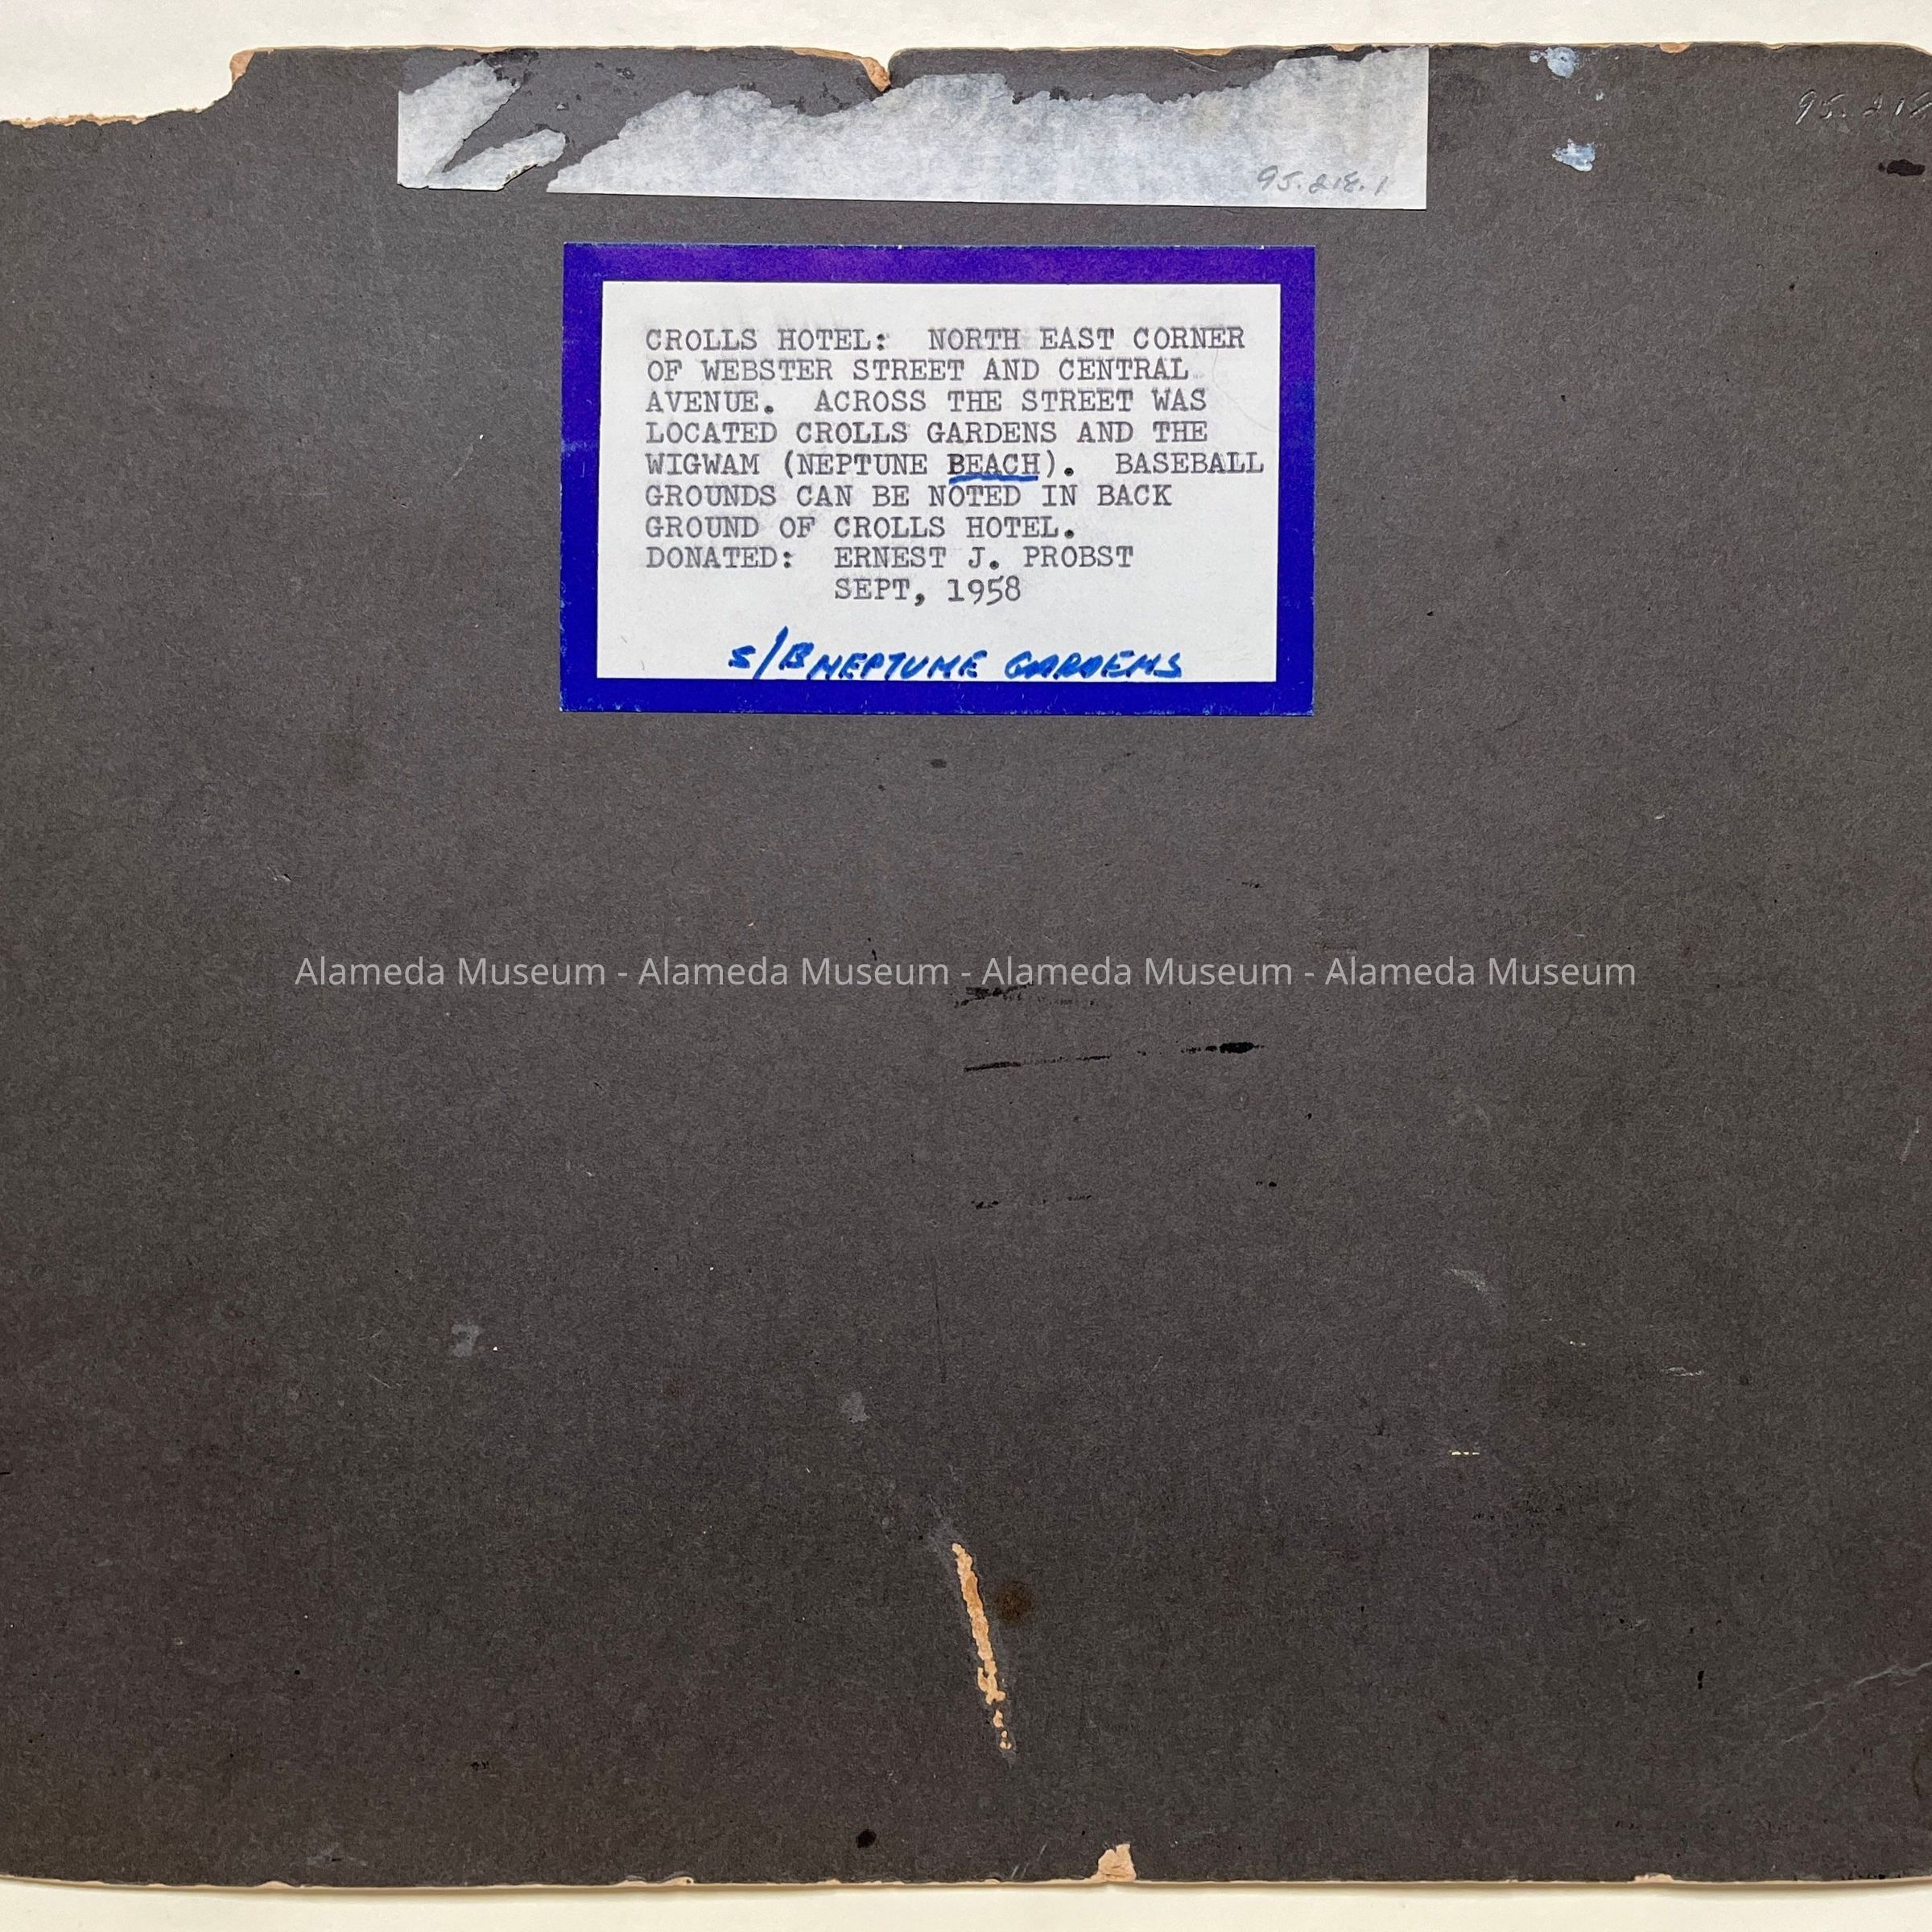 95.218
95.218.1
CROLLS HOTEL: NORTH EAST CORNER
OF WEBSTER STREET AND CENTRAL
AVENUE. ACROSS THE STREET WAS
LOCATED CROLLS GARDENS AND THE
WIGWAM (NEPTUNE BEACH). BASEBALL
GROUNDS CAN BE NOTED IN BACK
GROUND OF CROLLS HOTEL.
DONATED: ERNEST J. PROBST
SEPT, 1958
S/B NEPTUNE GARDENS
Alameda Museum - Alameda Museum - Alameda Museum - Alameda Museum